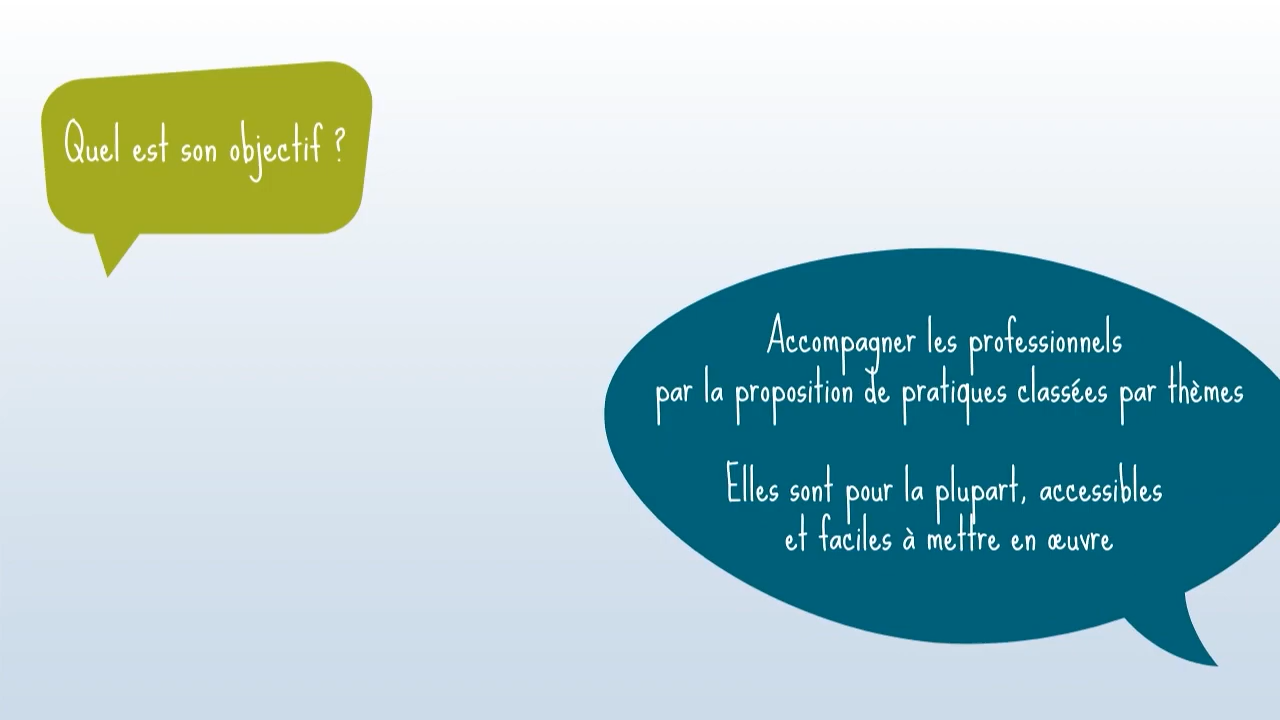 Quel est son objectif ?
Accompagner les professionnels
par la proposition de pratiques classées par thèmes
Elles sont pour la plupart, accessibles
et faciles à mettre en œuvre